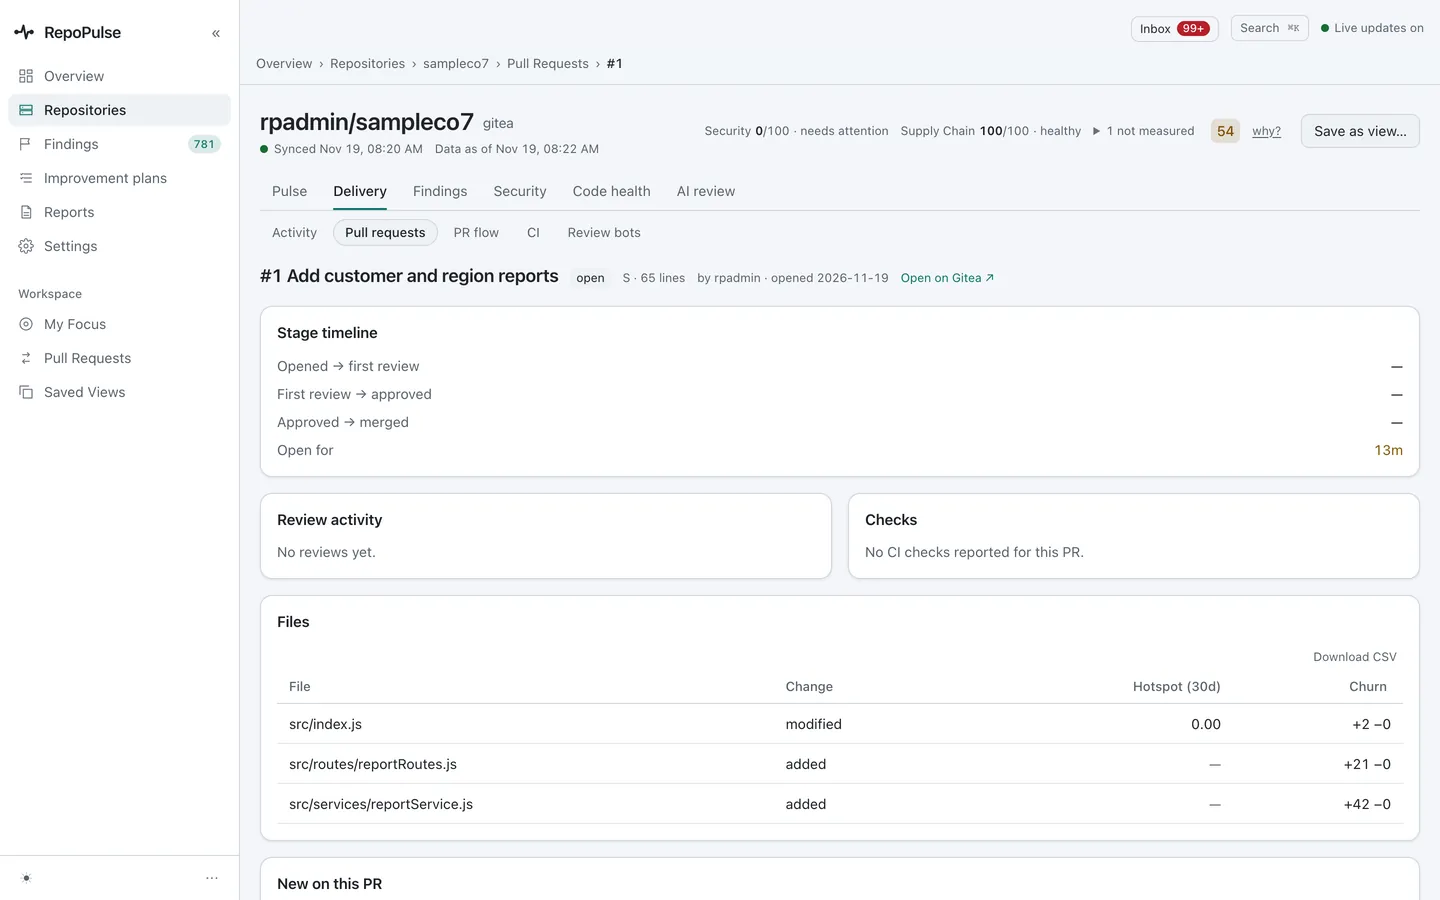 RepoPulse «
Overview
Repositories
Findings 781
Improvement plans
Reports
Settings
Workspace
My Focus
Pull Requests
Saved Views
...
Inbox 99+ Search ⌘K Live updates on
Overview › Repositories › sampleco7 › Pull Requests › #1
rpadmin/sampleco7 gitea
Synced Nov 19, 08:20 AM Data as of Nov 19, 08:22 AM
Security 0/100 · needs attention Supply Chain 100/100 · healthy ▶ 1 not measured 54 why? Save as view...
Pulse Delivery Findings Security Code health AI review
Activity Pull requests PR flow CI Review bots
#1 Add customer and region reports open S · 65 lines by rpadmin · opened 2026-11-19 Open on Gitea ↗
Stage timeline
Opened → first review —
First review → approved —
Approved → merged —
Open for 13m
Review activity
No reviews yet.
Checks
No CI checks reported for this PR.
Files
Download CSV
File Change Hotspot (30d) Churn
src/index.js modified 0.00 +2 −0
src/routes/reportRoutes.js added — +21 −0
src/services/reportService.js added — +42 −0
New on this PR